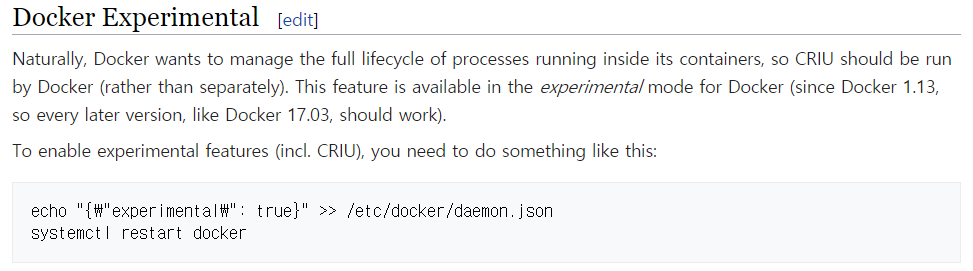 Docker Experimental [edit]
Naturally, Docker wants to manage the full lifecycle of processes running inside its containers, so CRIU should be run
by Docker (rather than separately). This feature is available in the experimental mode for Docker (since Docker 1.13,
so every later version, like Docker 17.03, should work).
To enable experimental features (incl. CRIU), you need to do something like this:
echo "{₩"experimental₩": true}" >> /etc/docker/daemon.json
systemctl restart docker